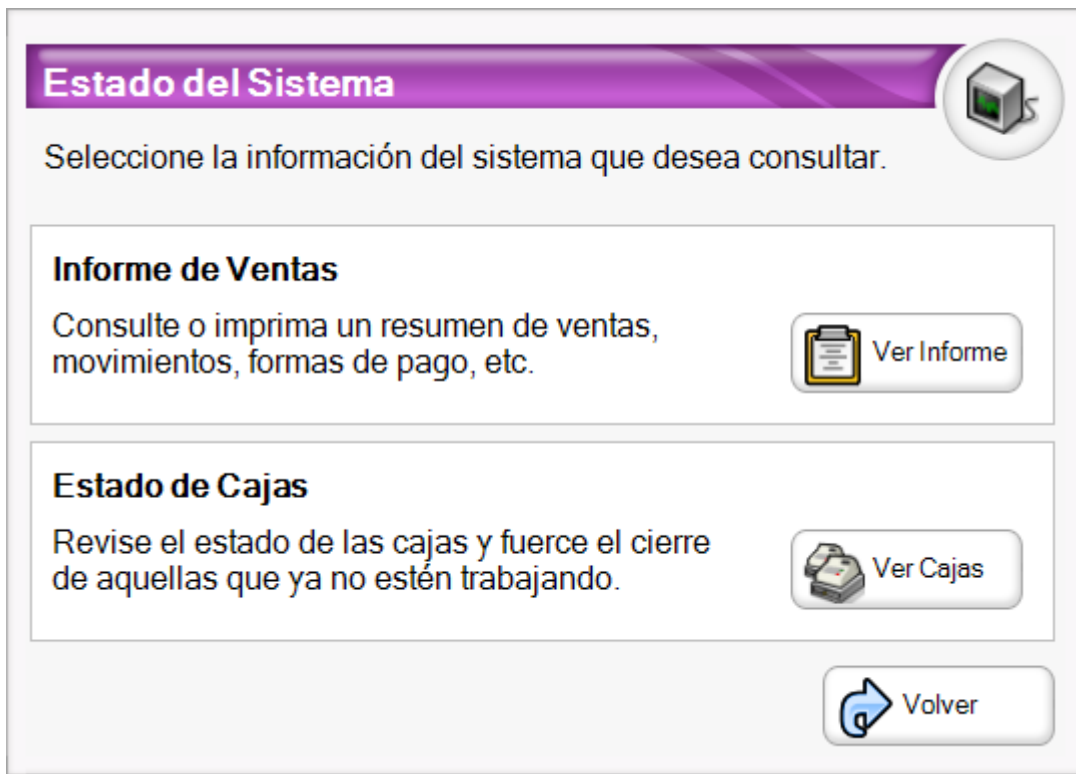 Estado del Sistema
Seleccione la información del sistema que desea consultar.
Informe de Ventas
Consulte o imprima un resumen de ventas,
movimientos, formas de pago, etc.
Ver Informe
Estado de Cajas
Revise el estado de las cajas y fuerce el cierre
de aquellas que ya no estén trabajando.
Ver Cajas
Volver